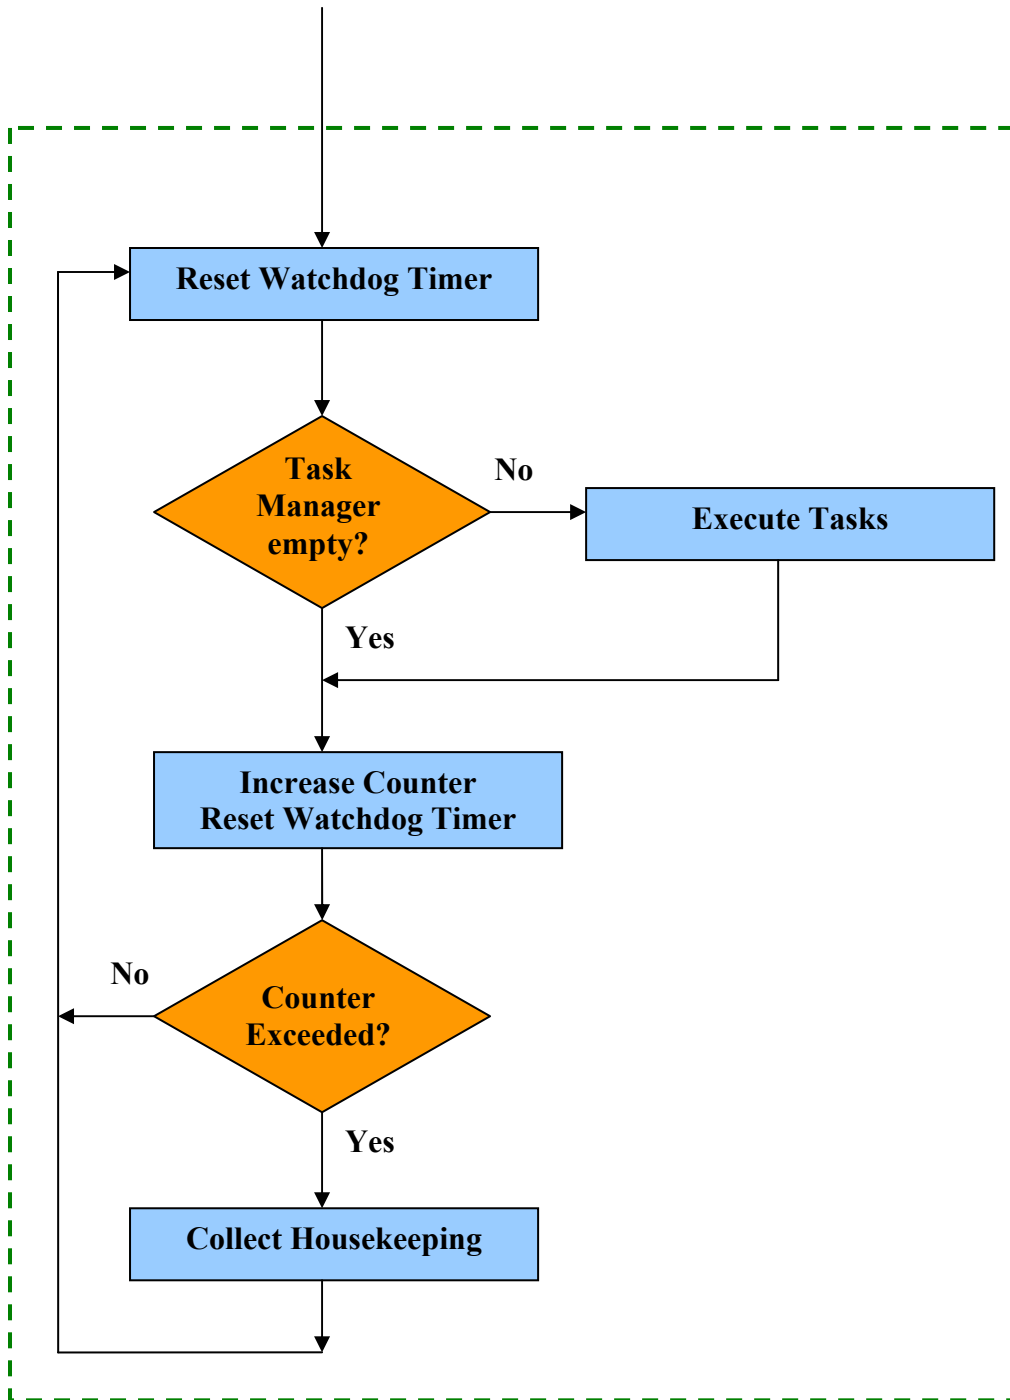 Reset Watchdog Timer
Task
Manager
empty?
No
Execute Tasks
Yes
Increase Counter
Reset Watchdog Timer
No
Counter
Exceeded?
Yes
Collect Housekeeping